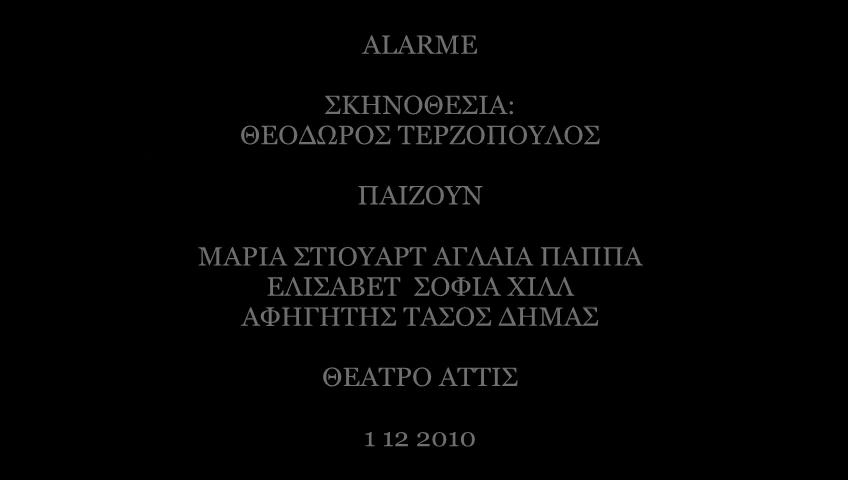 ALARME
ΣΚΗΝΟΘΕΣΙΑ:
ΘΕΟΔΩΡΟΣ ΤΕΡΖΟΠΟΥΛΟΣ
ΠΑΙΖΟΥΝ
ΜΑΡΙΑ ΣΤΙΟΥΑΡΤ ΑΓΛΑΙΑ ΠΑΠΠΑ
ΕΛΙΣΑΒΕΤ ΣΟΦΙΑ ΧΙΛΛ
ΑΦΗΓΗΤΗΣ ΤΑΣΟΣ ΔΗΜΑΣ
ΘΕΑΤΡΟ ΑΤΤΙΣ
1 12 2010